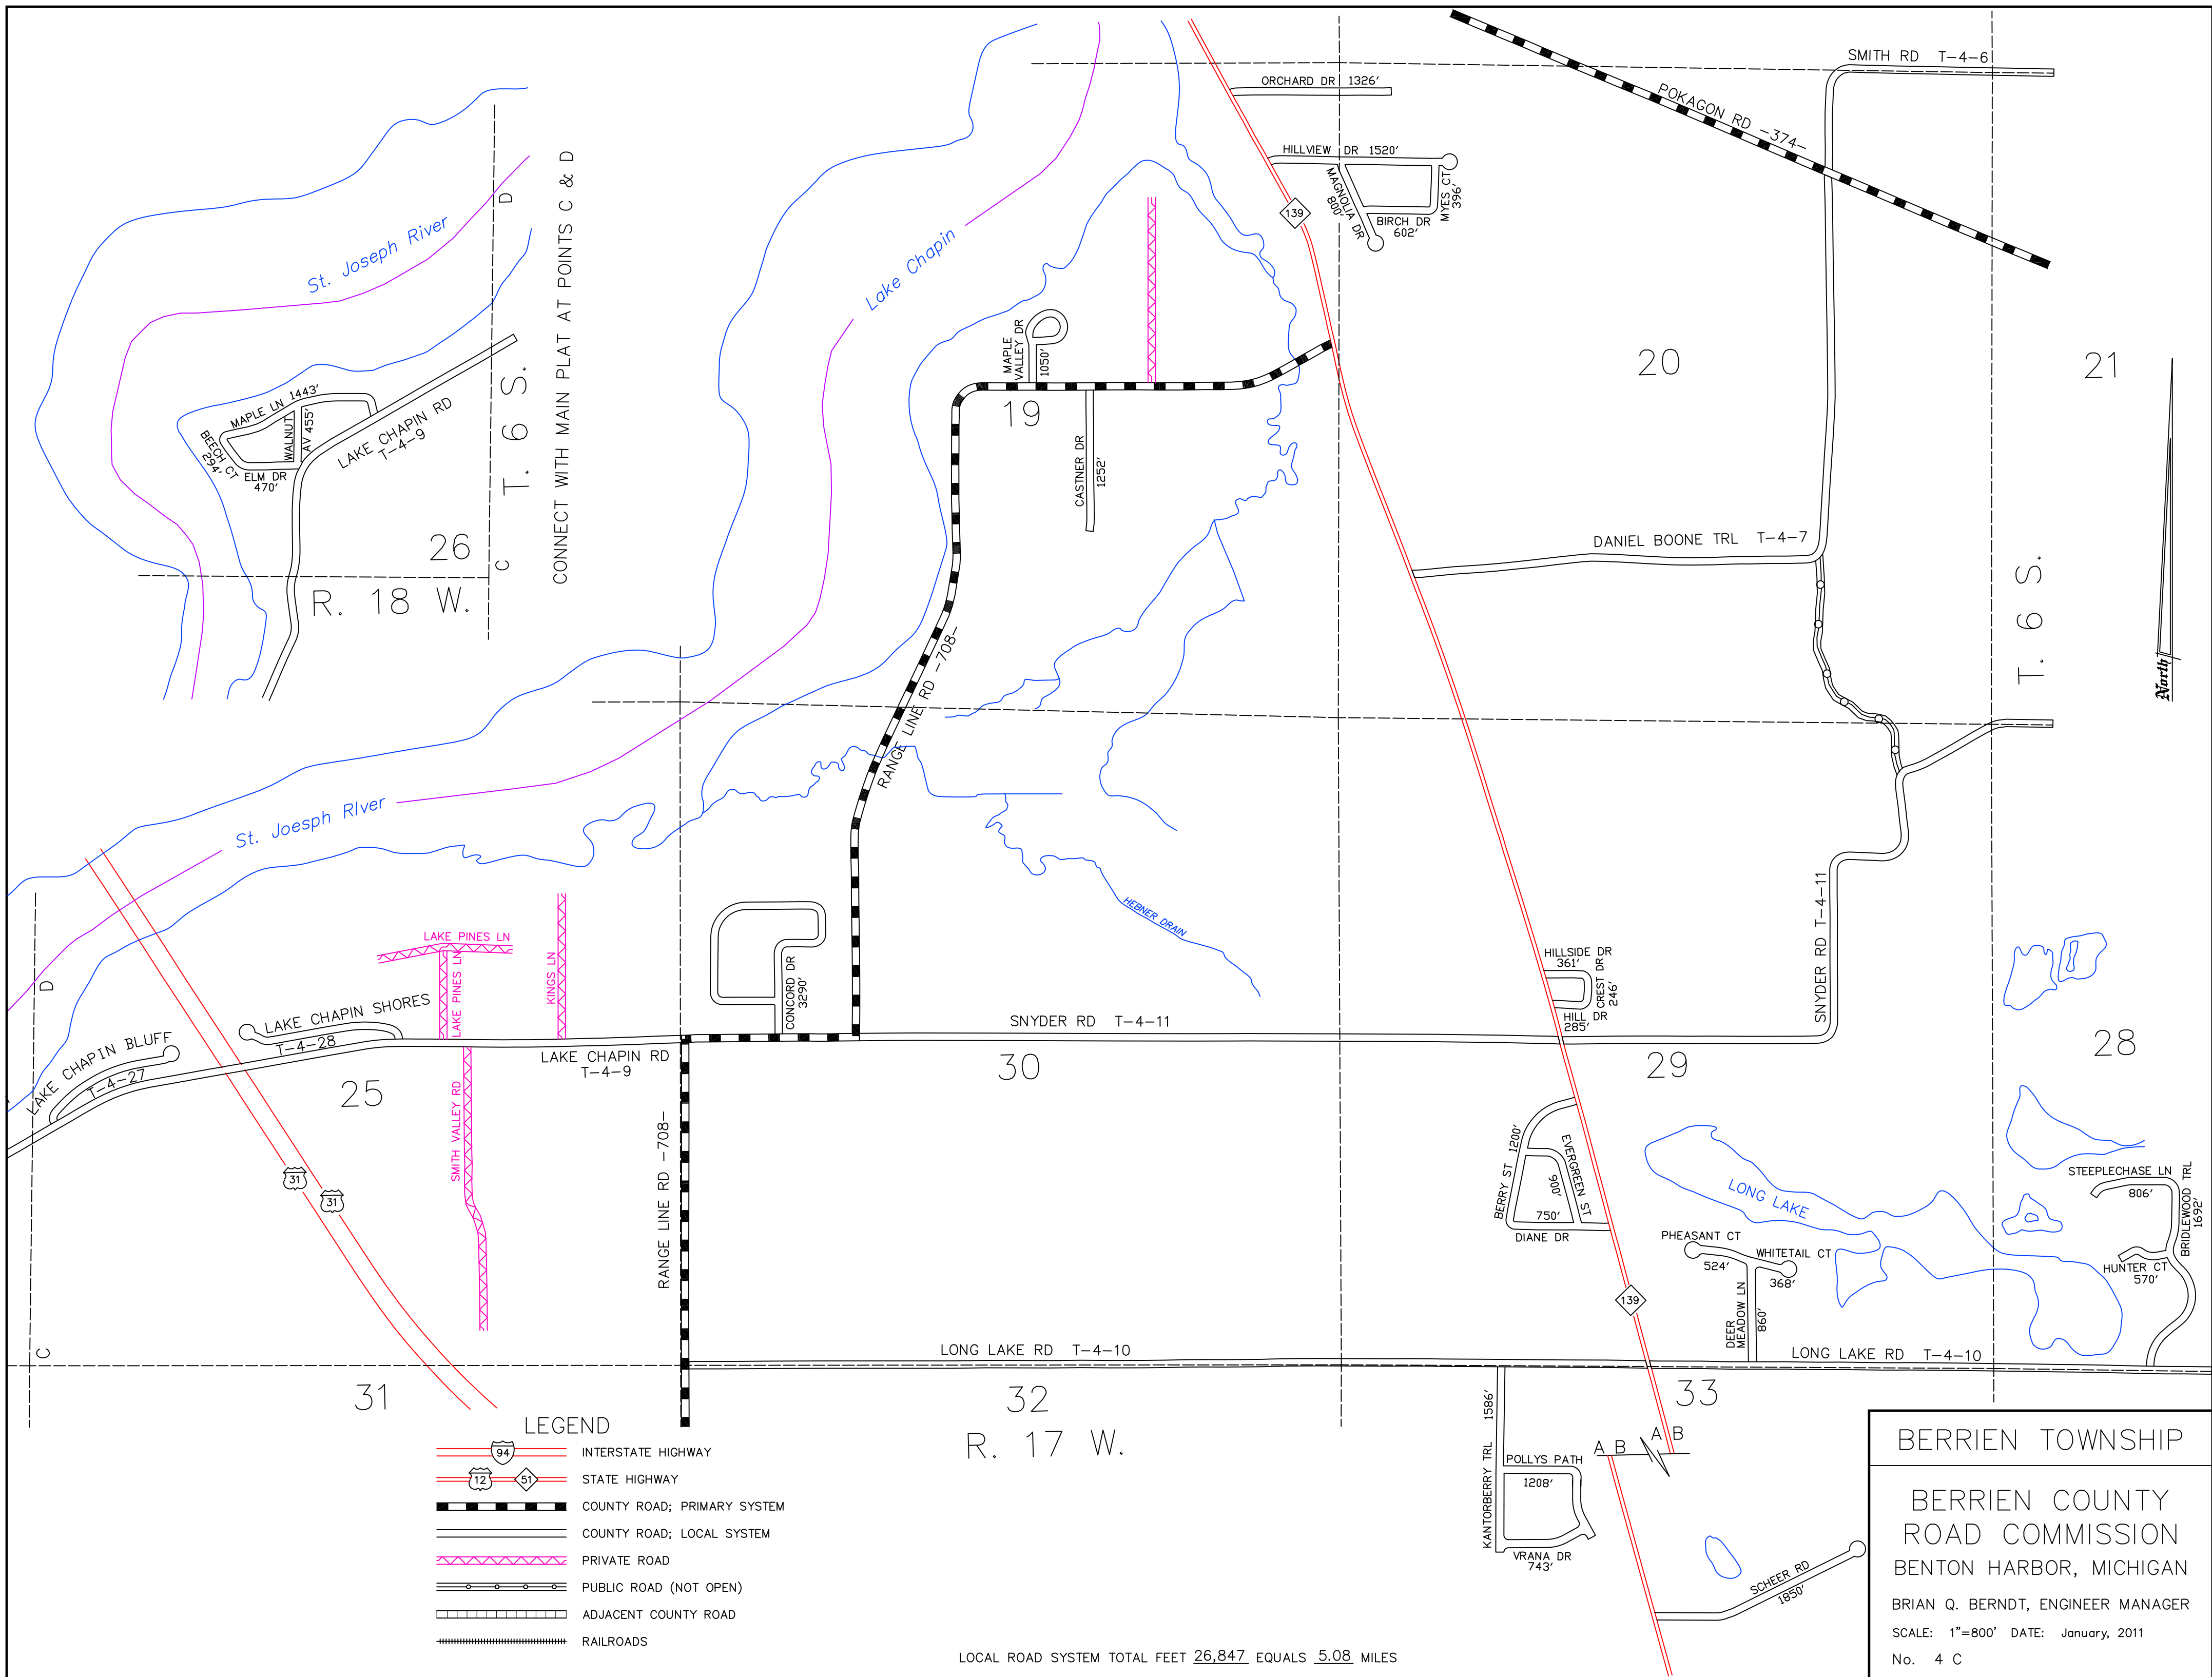 SMITH RD T-4-6
ORCHARD DR 1326'
POKAGON RD -374-
HILLVIEW DR 1520'
MAGNOLIA DR
800'
MYES CT
396'
BIRCH DR
602'
139
St. Joseph River
D
CONNECT WITH MAIN PLAT AT POINTS C & D
Lake Chapin
MAPLE
VALLEY DR
1050'
20
21
19
T. 6 S.
MAPLE LN 1443'
WALNUT
AV 455'
BEECH CT
294'
ELM DR
470'
LAKE CHAPIN RD
T-4-9
CASTNER DR
1252'
26
C
R. 18 W.
DANIEL BOONE TRL T-4-7
T. 6 S.
North
RANGE LINE RD -708-
St. Joesph RIver
HEBNER DRAIN
SNYDER RD T-4-11
LAKE PINES LN
LAKE PINES LN
KINGS LN
CONCORD DR
3290'
HILLSIDE DR
361'
CREST DR
246'
HILL DR
285'
D
LAKE CHAPIN SHORES
T-4-28
LAKE CHAPIN BLUFF
T-4-27
SNYDER RD T-4-11
LAKE CHAPIN RD
T-4-9
25
30
29
28
SMITH VALLEY RD
RANGE LINE RD -708-
31
31
BERRY ST 1200'
EVERGREEN ST
900'
750'
DIANE DR
LONG LAKE
STEEPLECHASE LN
806'
BRIDLEWOOD TRL
1692'
HUNTER CT
570'
PHEASANT CT
524'
WHITETAIL CT
368'
DEER
MEADOW LN
860'
139
C
LONG LAKE RD T-4-10
LONG LAKE RD T-4-10
31
32
33
R. 17 W.
KANTORBERRY TRL 1586'
POLLYS PATH
1208'
VRANA DR
743'
A B
A B
SCHEER RD
1850'
LEGEND
94 INTERSTATE HIGHWAY
12 51 STATE HIGHWAY
COUNTY ROAD; PRIMARY SYSTEM
COUNTY ROAD; LOCAL SYSTEM
PRIVATE ROAD
PUBLIC ROAD (NOT OPEN)
ADJACENT COUNTY ROAD
RAILROADS
LOCAL ROAD SYSTEM TOTAL FEET 26,847 EQUALS 5.08 MILES
BERRIEN TOWNSHIP
BERRIEN COUNTY
ROAD COMMISSION
BENTON HARBOR, MICHIGAN
BRIAN Q. BERNDT, ENGINEER MANAGER
SCALE: 1"=800' DATE: January, 2011
No. 4 C